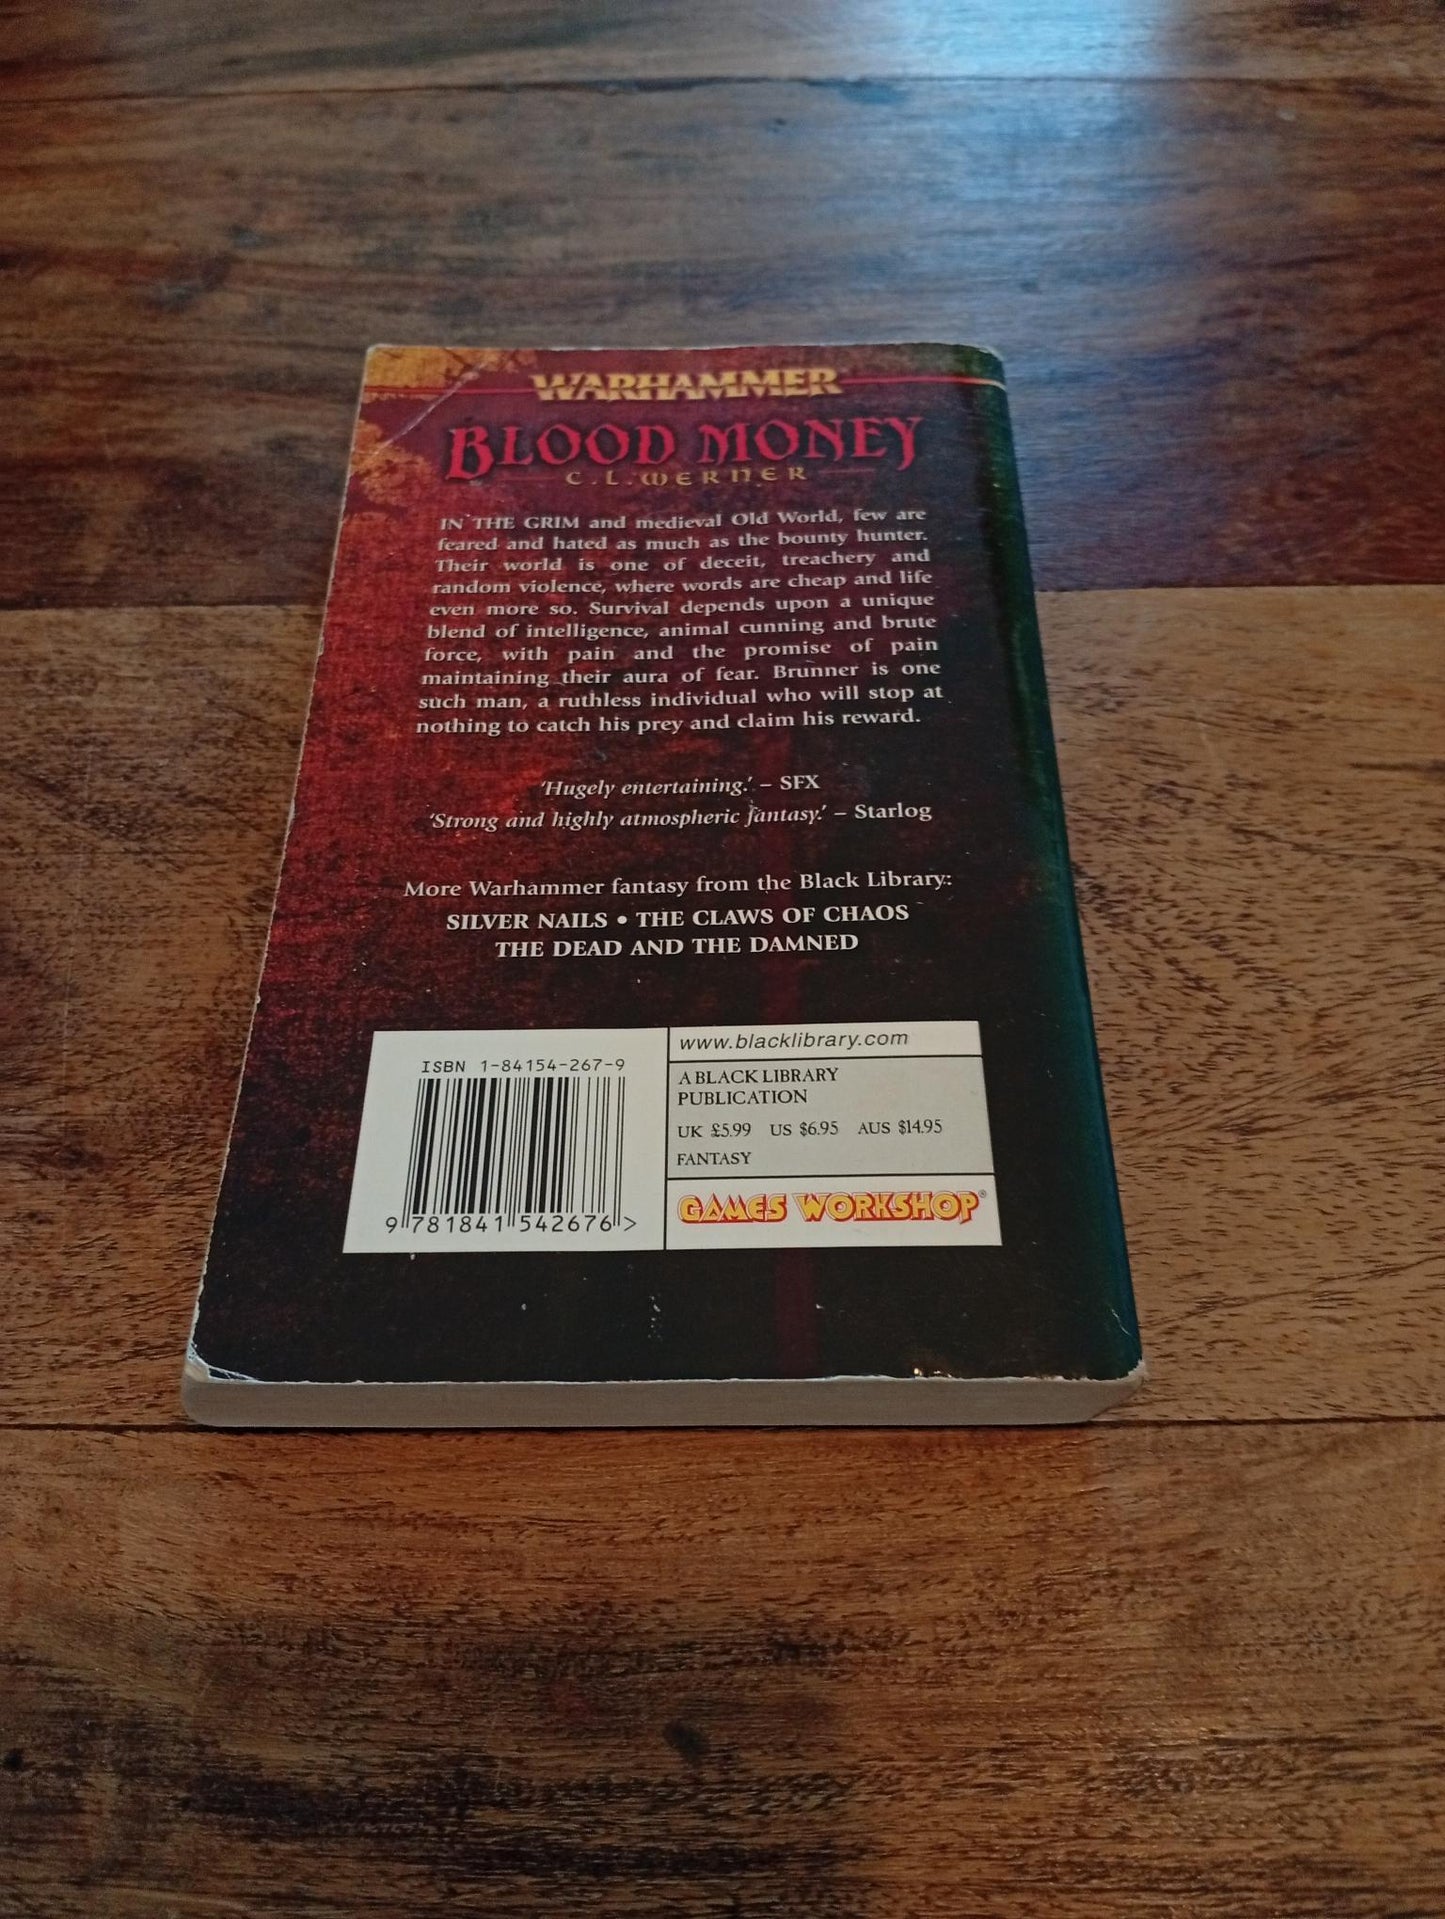 WARHAMMER
BLOOD MONEY
C.L.WERNER
IN THE GRIM and medieval Old World, few are
feared and hated as much as the bounty hunter.
Their world is one of deceit, treachery and
random violence, where words are cheap and life
even more so. Survival depends upon a unique
blend of intelligence, animal cunning and brute
force, with pain and the promise of pain
maintaining their aura of fear. Brunner is one
such man, a ruthless individual who will stop at
nothing to catch his prey and claim his reward.
'Hugely entertaining.' – SFX
'Strong and highly atmospheric fantasy.' – Starlog
More Warhammer fantasy from the Black Library:
SILVER NAILS • THE CLAWS OF CHAOS
THE DEAD AND THE DAMNED
ISBN 1-84154-267-9
9 781841 542676 >
www.blacklibrary.com
A BLACK LIBRARY
PUBLICATION
UK £5.99 US $6.95 AUS $14.95
FANTASY
GAMES WORKSHOP®